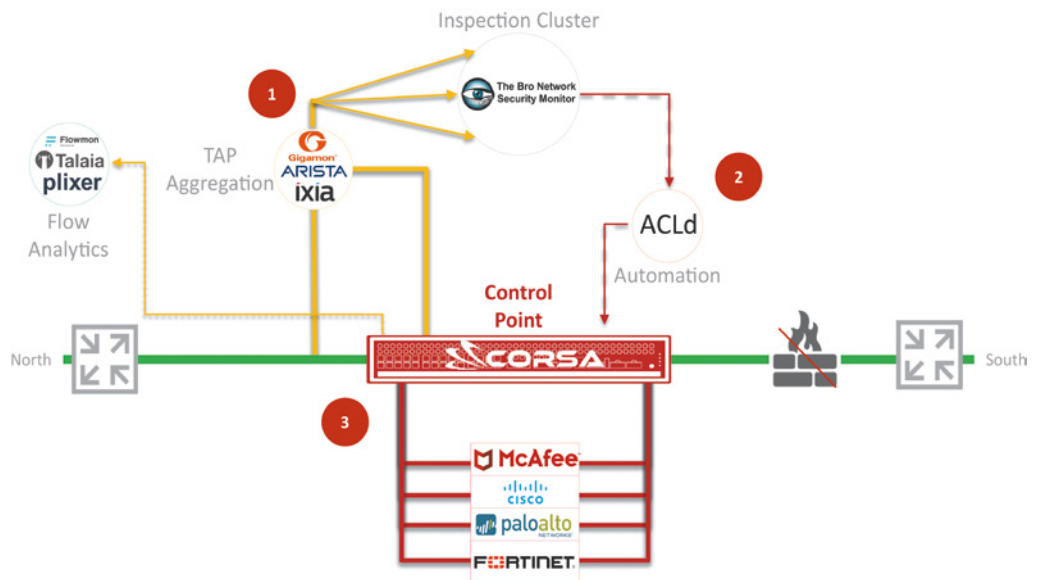 Inspection Cluster
1
The Bro Network
Security Monitor
Flowmon
Talaia
plixer
Flow
Analytics
TAP
Aggregation
Gigamon®
ARISTA
ixia
2
ACLd
Automation
Control
Point
North
CORSA
South
3
McAfee
CISCO
paloalto
NETWORKS®
FORTINET